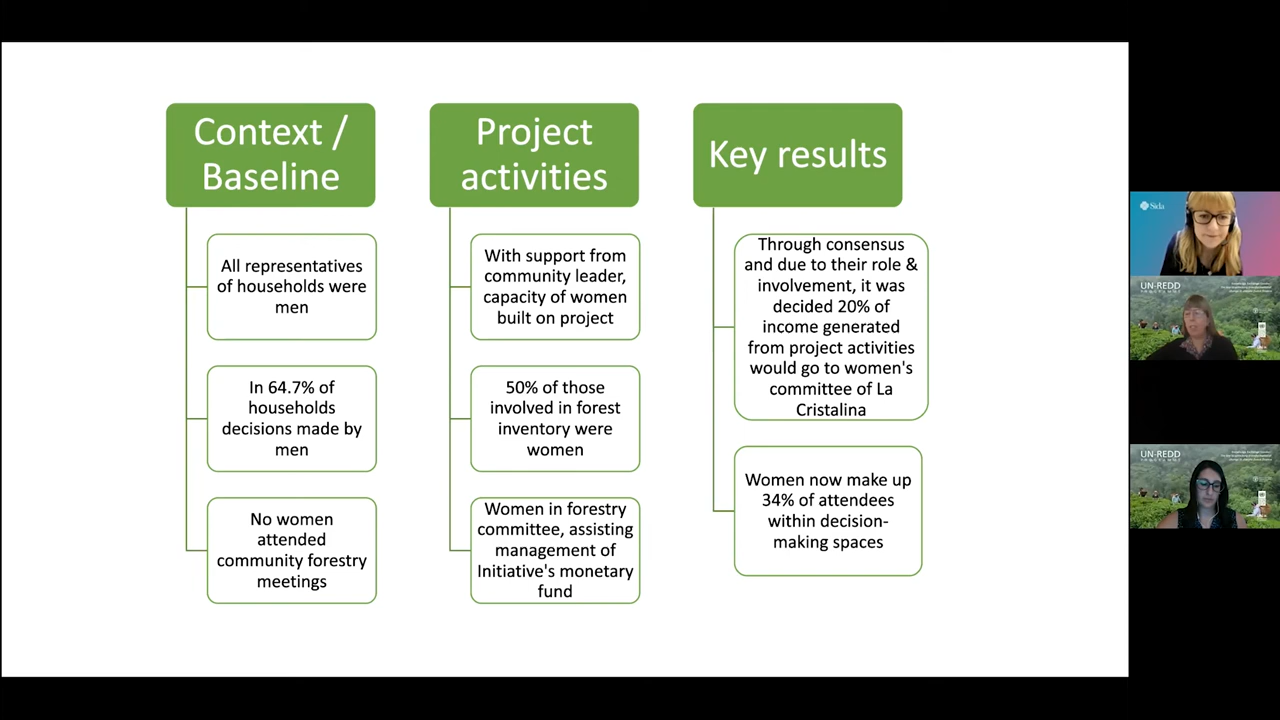 Context /
Baseline
All representatives
of households were
men
In 64.7% of
households
decisions made by
men
No women
attended
community forestry
meetings
Project
activities
With support from
community leader,
capacity of women
built on project
50% of those
involved in forest
inventory were
women
Women in forestry
committee, assisting
management of
Initiative's monetary
fund
Key results
Through consensus
and due to their role &
involvement, it was
decided 20% of
income generated
from project activities
would go to women's
committee of La
Cristalina
Women now make up
34% of attendees
within decision-
making spaces
Sida
UN-REDD
PROGRAMME
UN-REDD
PROGRAMME